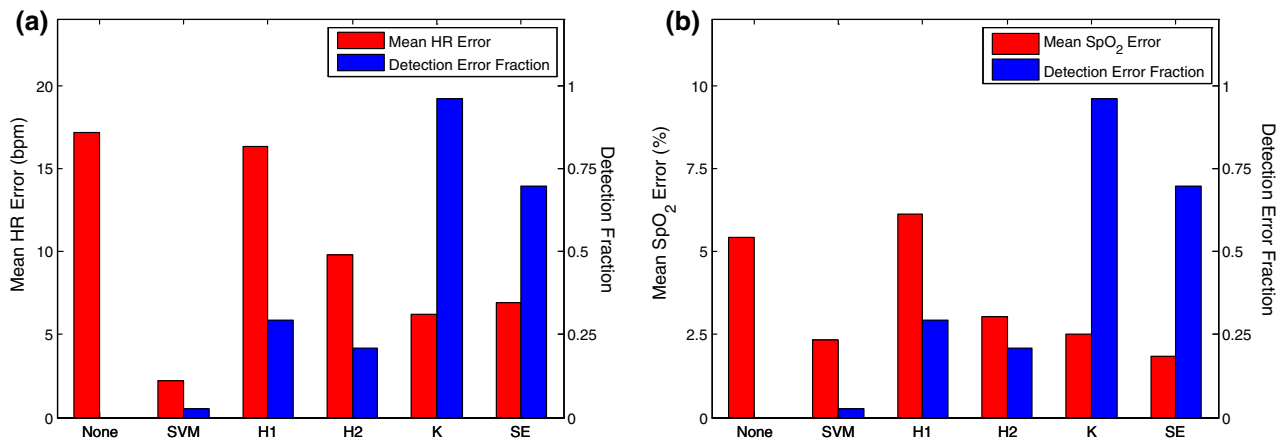 (a)
Mean HR Error
Detection Error Fraction
Mean HR Error (bpm)
20
15
10
5
0
1
0.75
0.5
0.25
0
Detection Fraction
None SVM H1 H2 K SE
(b)
Mean SpO2 Error
Detection Error Fraction
Mean SpO2 Error (%)
10
7.5
5
2.5
0
1
0.75
0.5
0.25
0
Detection Error Fraction
None SVM H1 H2 K SE